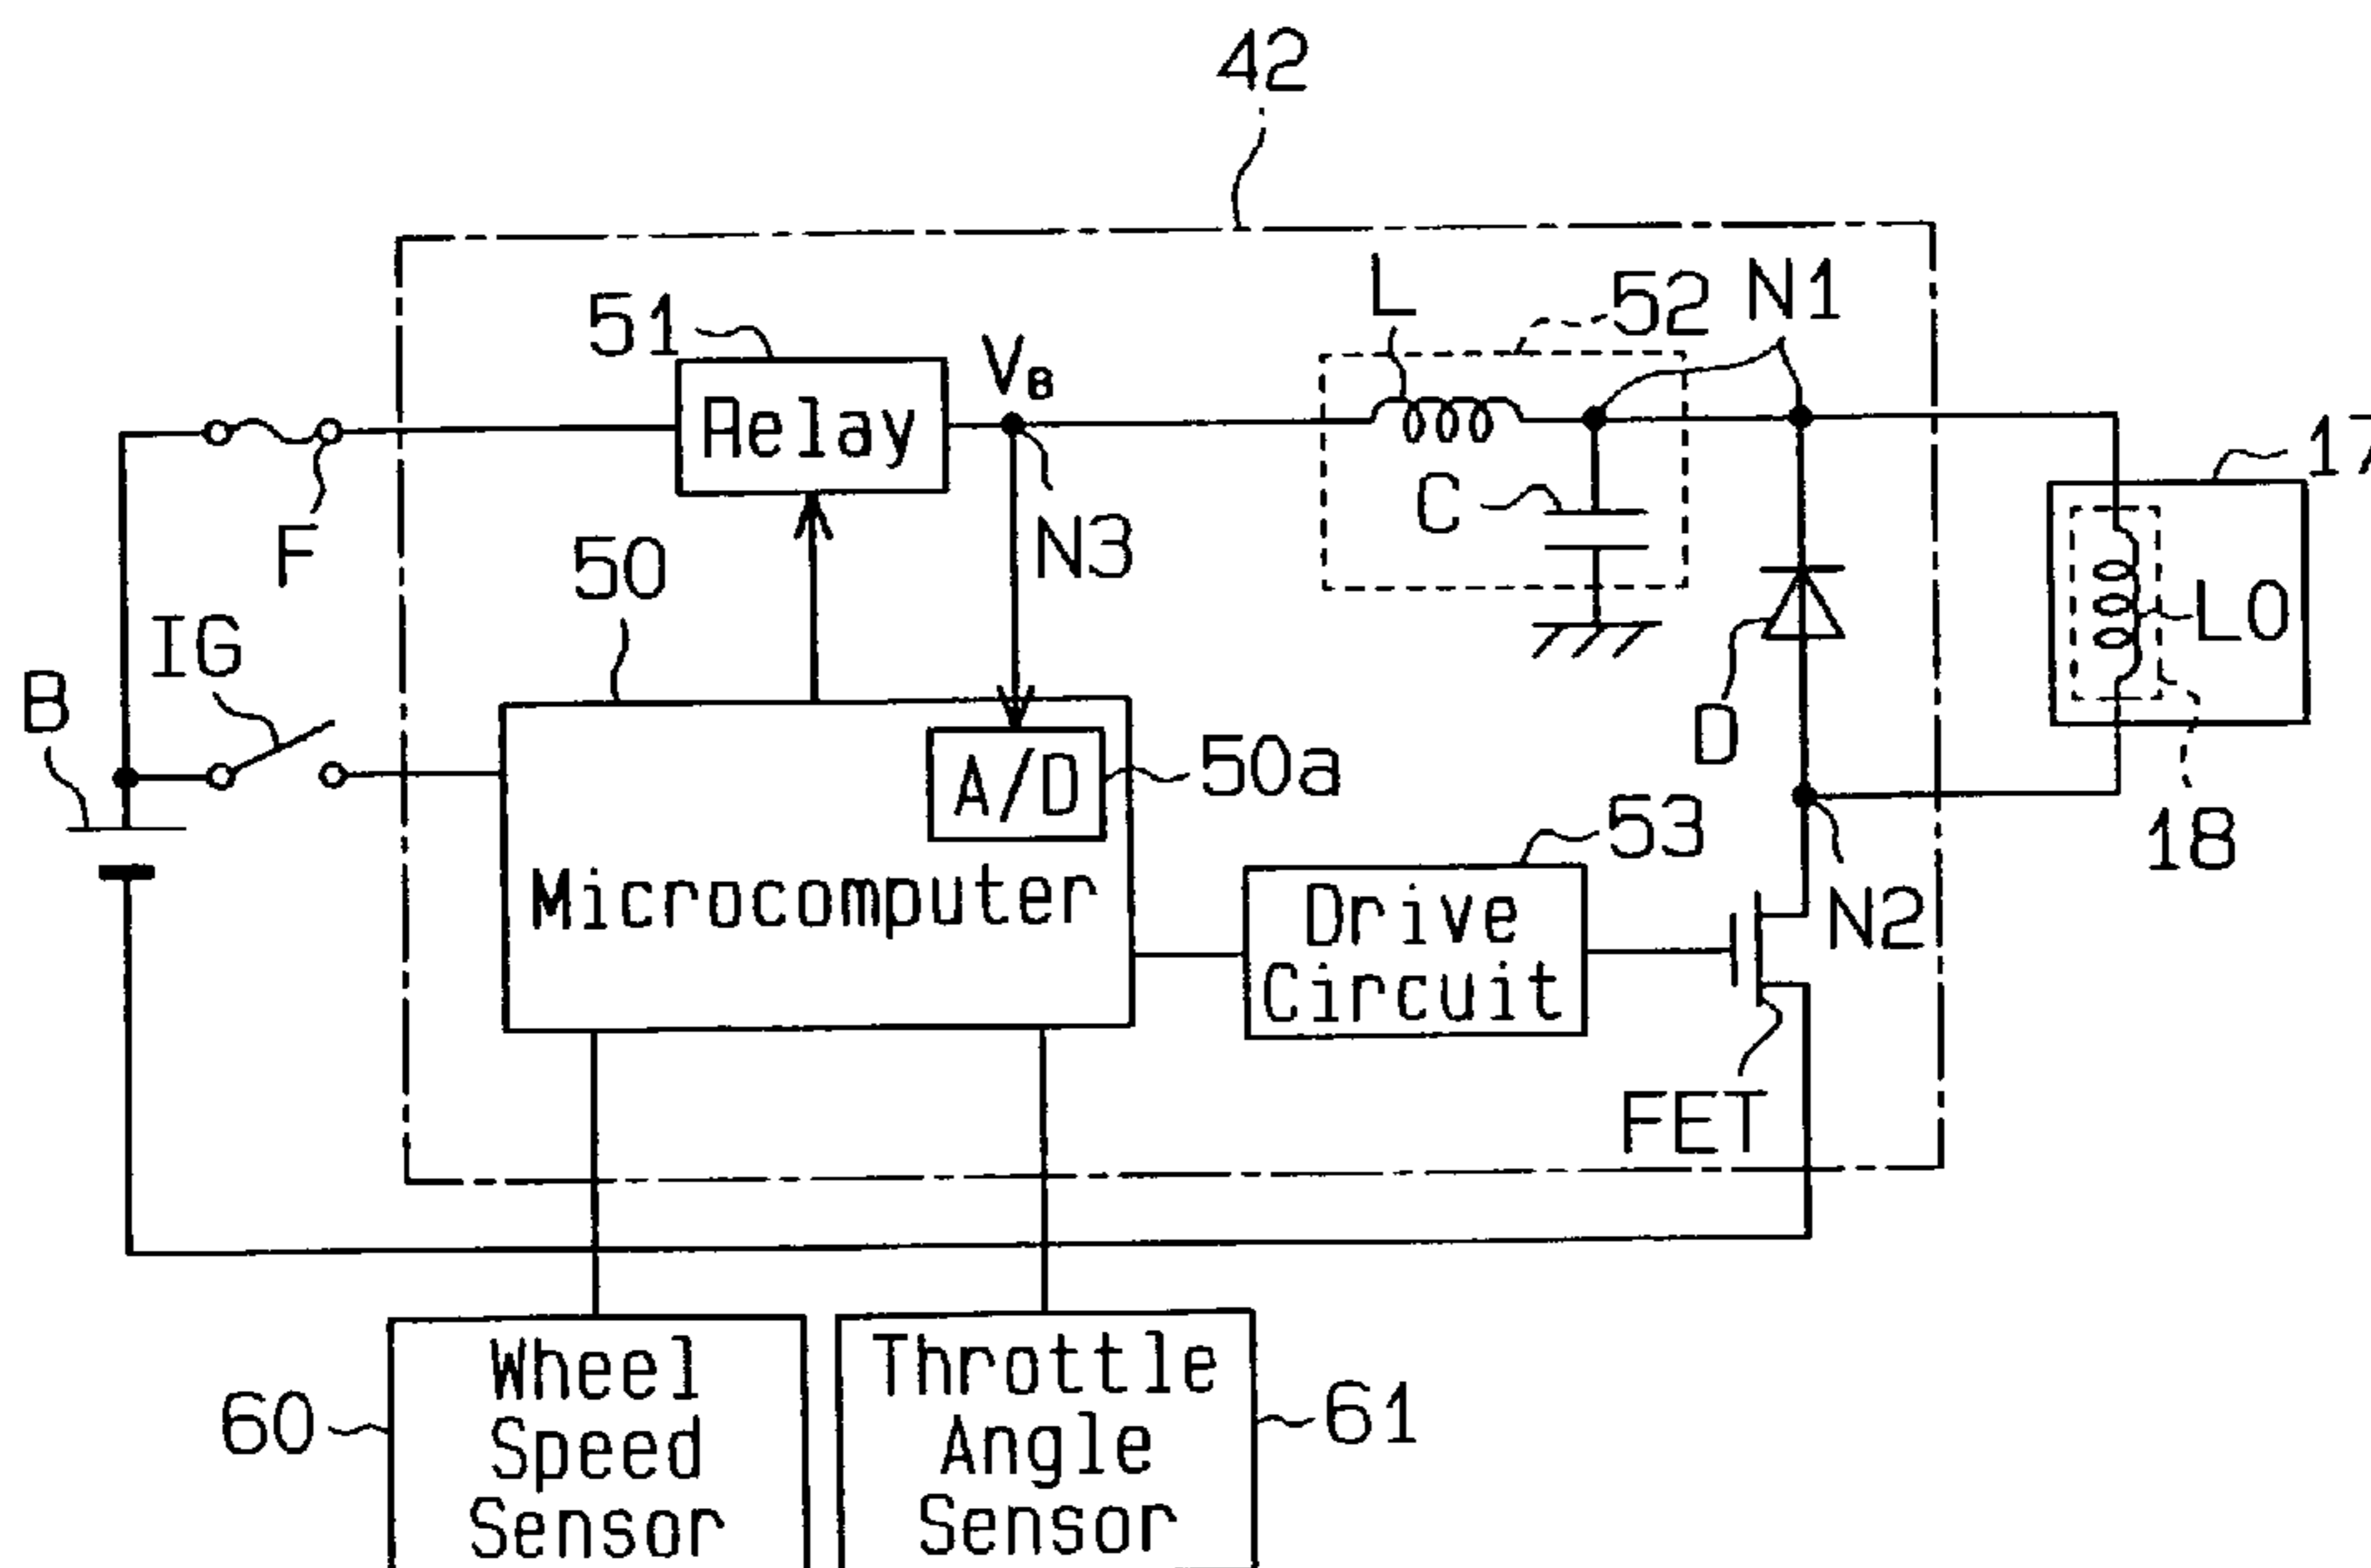 42
L
52
N1
51
VB
Relay
17
C
F
N3
50
IG
L0
B
D
A/D
50a
53
18
Microcomputer
Drive
Circuit
N2
FET
Wheel
Speed
Sensor
60
Throttle
Angle
Sensor
61